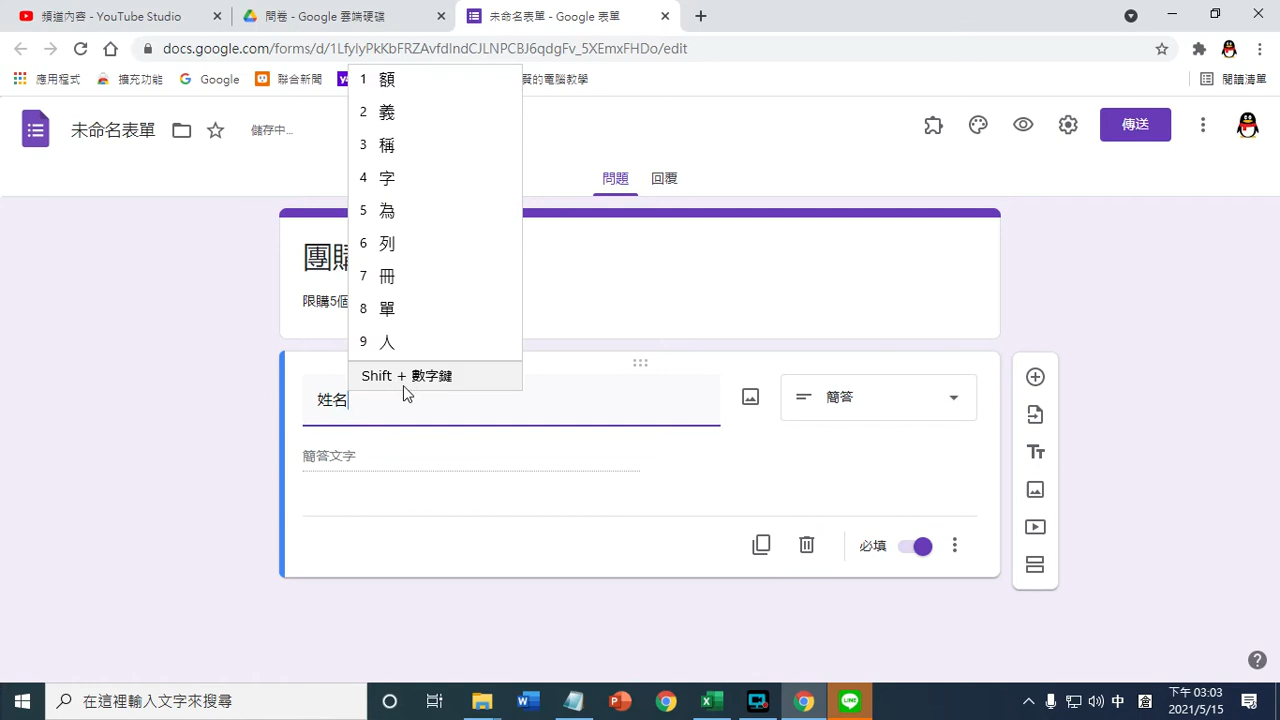 頻道內容 - YouTube Studio
問卷 - Google 雲端硬碟
未命名表單 - Google 表單
docs.google.com/forms/d/1LfylyPkKbFRZAvfdIndCJLNPCBJ6qdgFv_5XEmxFHDo/edit
應用程式
擴充功能
Google
聯合新聞
賢的電腦教學
閱讀清單
未命名表單
儲存中...
傳送
問題
回覆
團購
限購5個
1 額
2 義
3 稱
4 字
5 為
6 列
7 冊
8 單
9 人
Shift + 數字鍵
姓名
簡答
簡答文字
必填
在這裡輸入文字來搜尋
中
下午 03:03
2021/5/15